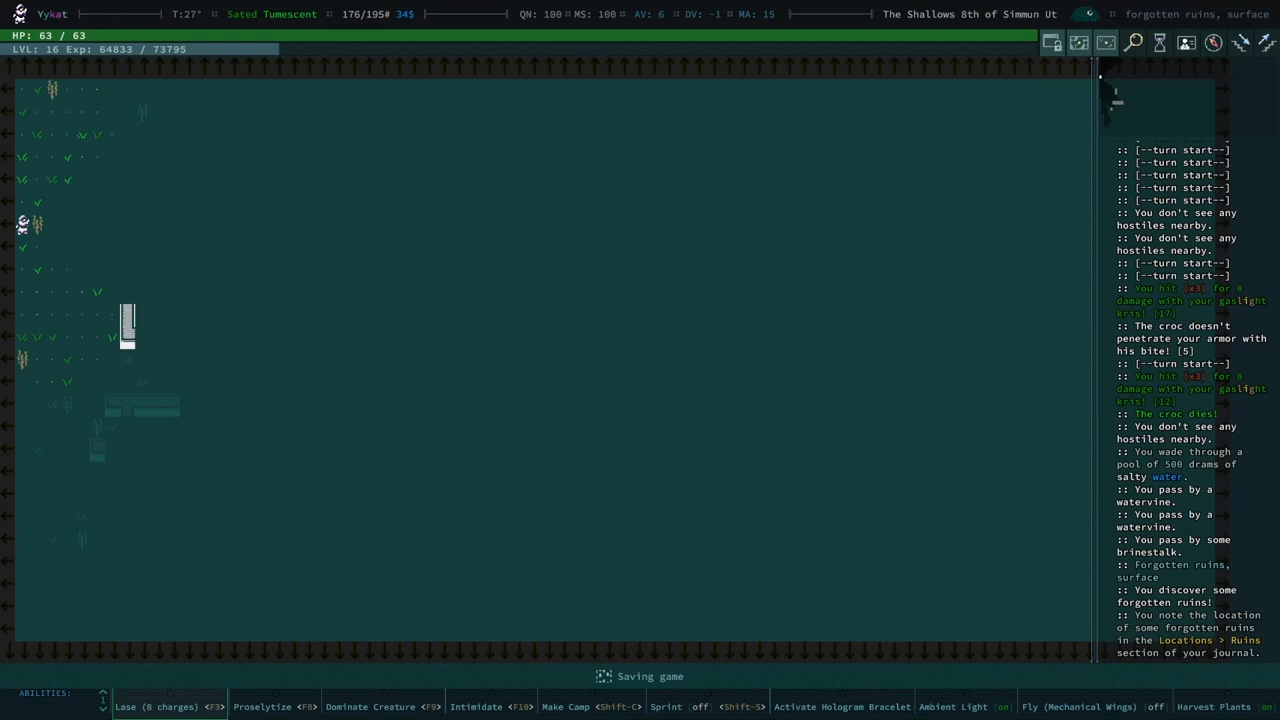 Yykat T:27° Sated Tumescent 176/195# 34$ QN: 100 MS: 100 AV: 6 DV: -1 MA: 15 The Shallows 8th of Simmun Ut forgotten ruins, surface
HP: 63 / 63
LVL: 16 Exp: 64833 / 73795
:: [--turn start--]
:: [--turn start--]
:: [--turn start--]
:: [--turn start--]
:: [--turn start--]
:: You don't see any
hostiles nearby.
:: You don't see any
hostiles nearby.
:: [--turn start--]
:: [--turn start--]
:: You hit (x3) for 8
damage with your gaslight
kris! [17]
:: The croc doesn't
penetrate your armor with
his bite! [5]
:: [--turn start--]
:: You hit (x3) for 8
damage with your gaslight
kris! [12]
:: The croc dies!
:: You don't see any
hostiles nearby.
:: You wade through a
pool of 500 drams of
salty water.
:: You pass by a
watervine.
:: You pass by a
watervine.
:: You pass by some
brinestalk.
:: Forgotten ruins,
surface
:: You discover some
forgotten ruins!
:: You note the location
of some forgotten ruins
in the Locations > Ruins
section of your journal.
Saving game
ABILITIES: 1 Lase (8 charges) <F3> Proselytize <F8> Dominate Creature <F9> Intimidate <F10> Make Camp <Shift-C> Sprint [off] <Shift-S> Activate Hologram Bracelet Ambient Light [on] Fly (Mechanical Wings) [off] Harvest Plants [on]